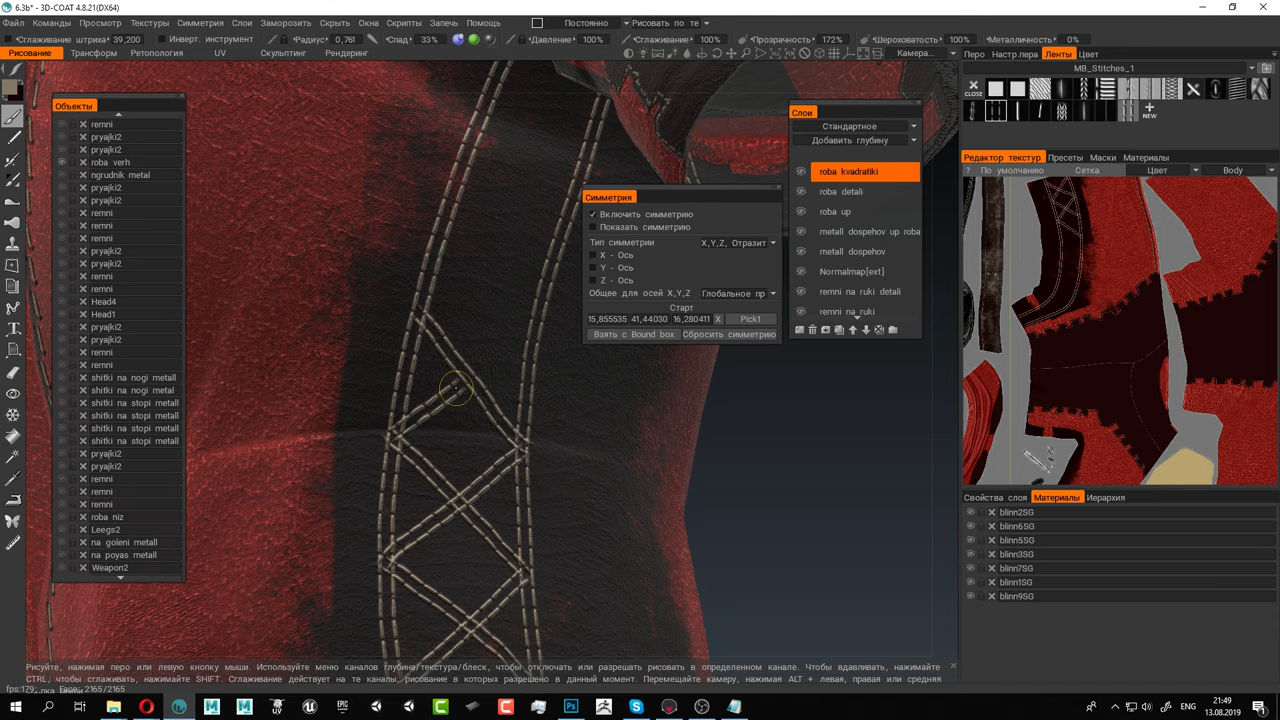 6.3b* - 3D-COAT 4.8.21(DX64)
Файл Команды Просмотр Текстуры Симметрия Слои Заморозить Скрыть Окна Скрипты Запечь Помощь Постоянно Рисовать по те
Сглаживание штриха 39,200 Инверт. инструмент Радиус 0,761 Спад 33% Давление 100% Сглаживание 100% Прозрачность 172% Шероховатость 100% Металличность 0%
Рисование Трансформ Ретопология UV Скульптинг Рендеринг Камера... Перо Настр.пера Ленты Цвет
MB_Stitches_1
CLOSE
NEW
Объекты
remni
pryajki2
pryajki2
roba verh
ngrudnik metal
pryajki2
pryajki2
remni
remni
remni
pryajki2
pryajki2
remni
remni
Head4
Head1
pryajki2
pryajki2
remni
remni
shitki na nogi metall
shitki na nogi metal
shitki na stopi metall
shitki na stopi metall
shitki na stopi metall
shitki na stopi metall
pryajki2
pryajki2
remni
remni
remni
roba niz
Leegs2
na goleni metall
na poyas metall
Weapon2
Симметрия
Включить симметрию
Показать симметрию
Тип симметрии X,Y,Z, Отразит
X - Ось
Y - Ось
Z - Ось
Общее для осей X,Y,Z Глобальное пр
Старт
15,855535 41,44030 16,280411 X Pick1
Взять с Bound box Сбросить симметрию
Слои
Стандартное
Добавить глубину
roba kvadratiki
roba detali
roba up
metall dospehov up roba
metall dospehov
Normalmap[ext]
remni na ruki detali
remni na ruki
Редактор текстур Пресеты Маски Материалы
? По умолчанию Сетка Цвет Body
Свойства слоя Материалы Иерархия
blinn2SG
blinn6SG
blinn5SG
blinn3SG
blinn7SG
blinn1SG
blinn9SG
Рисуйте, нажимая перо или левую кнопку мыши. Используйте меню каналов глубина/текстура/блеск, чтобы отключать или разрешать рисовать в определенном канале. Чтобы вдавливать, нажимайте
CTRL, чтобы сглаживать, нажимайте SHIFT. Сглаживание действует на те каналы, рисование в которых разрешены в данный момент. Перемещайте камеру, нажимая ALT + левая, правая или средняя
21:49
ENG
13.08.2019